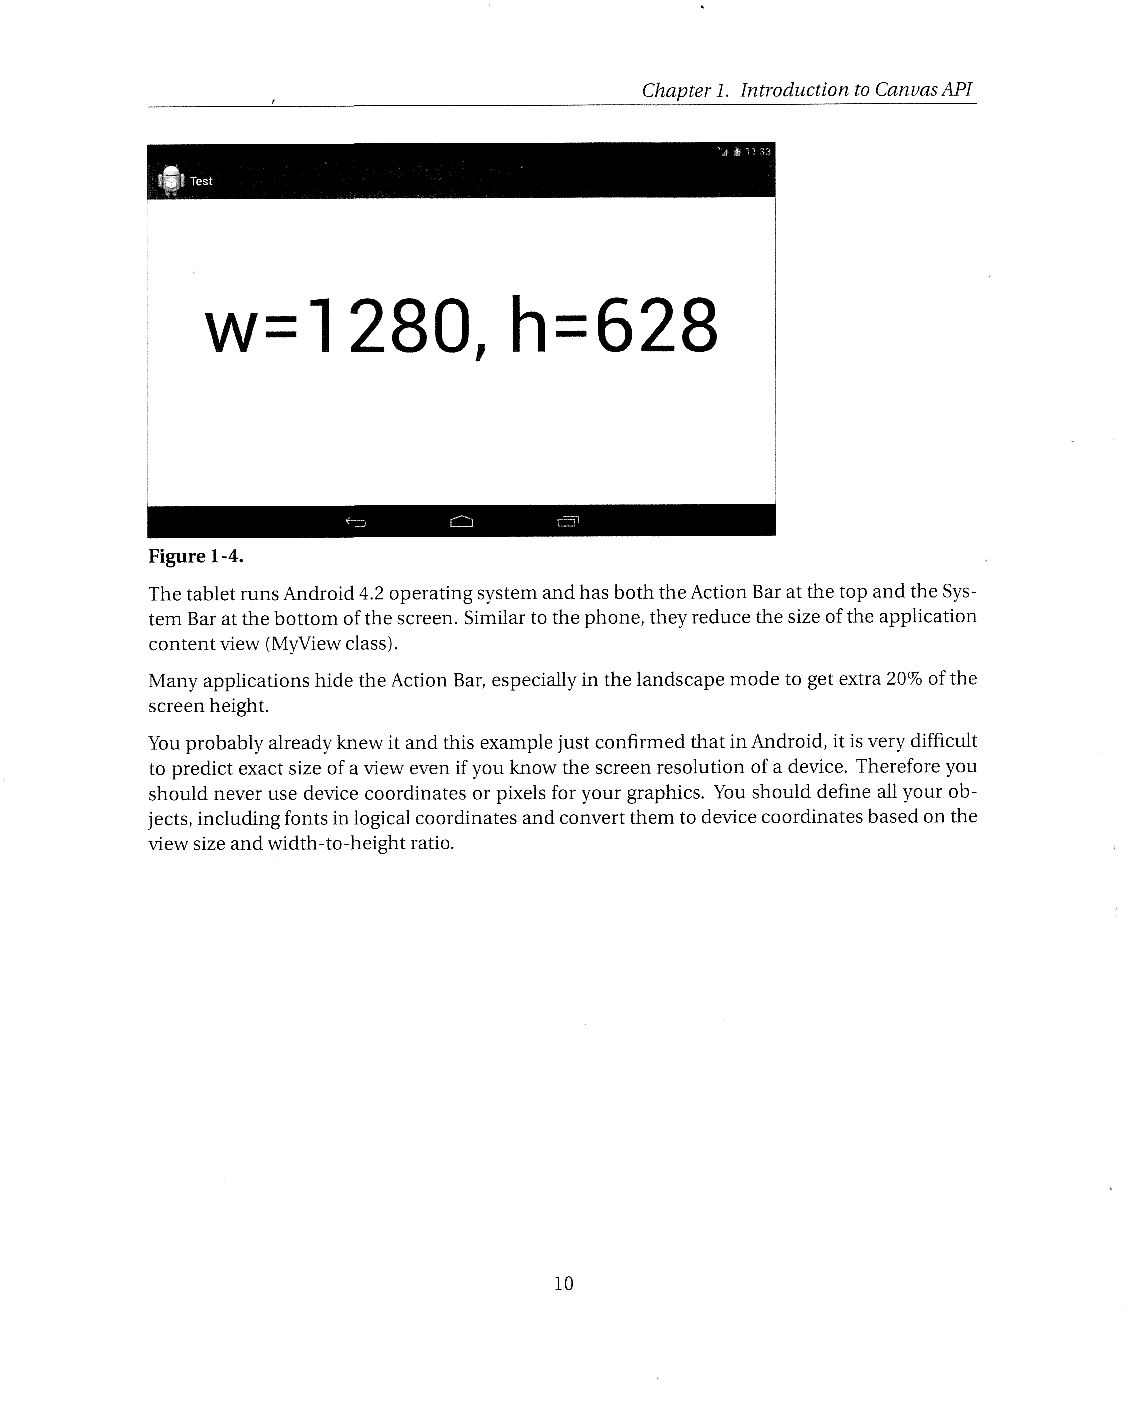 Chapter 1. Introduction to Canvas API
Test
w=1280, h=628
Figure 1-4.
The tablet runs Android 4.2 operating system and has both the Action Bar at the top and the Sys-
tem Bar at the bottom of the screen. Similar to the phone, they reduce the size of the application
content view (MyView class).
Many applications hide the Action Bar, especially in the landscape mode to get extra 20% of the
screen height.
You probably already knew it and this example just confirmed that in Android, it is very difficult
to predict exact size of a view even if you know the screen resolution of a device. Therefore you
should never use device coordinates or pixels for your graphics. You should define all your ob-
jects, including fonts in logical coordinates and convert them to device coordinates based on the
view size and width-to-height ratio.
10